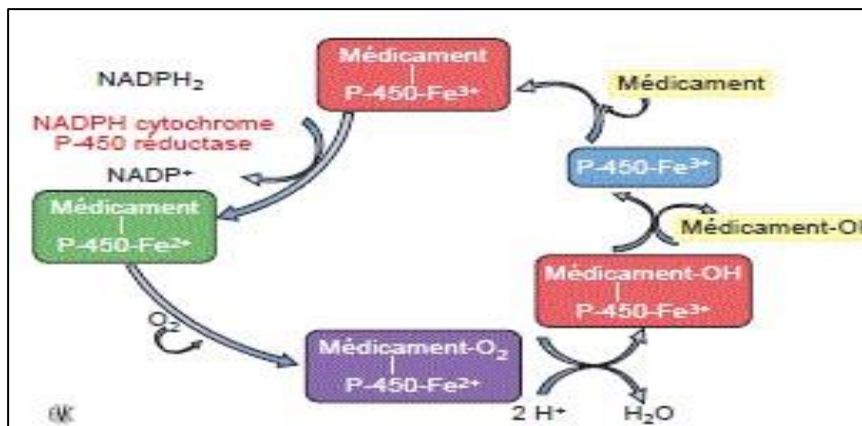 Médicament
P-450-Fe³⁺
NADPH₂
NADPH cytochrome
P-450 réductase
NADP⁺
Médicament
P-450-Fe²⁺
O₂
Médicament-O₂
P-450-Fe²⁺
2 H⁺
H₂O
Médicament-OH
P-450-Fe³⁺
Médicament-OH
P-450-Fe³⁺
Médicament